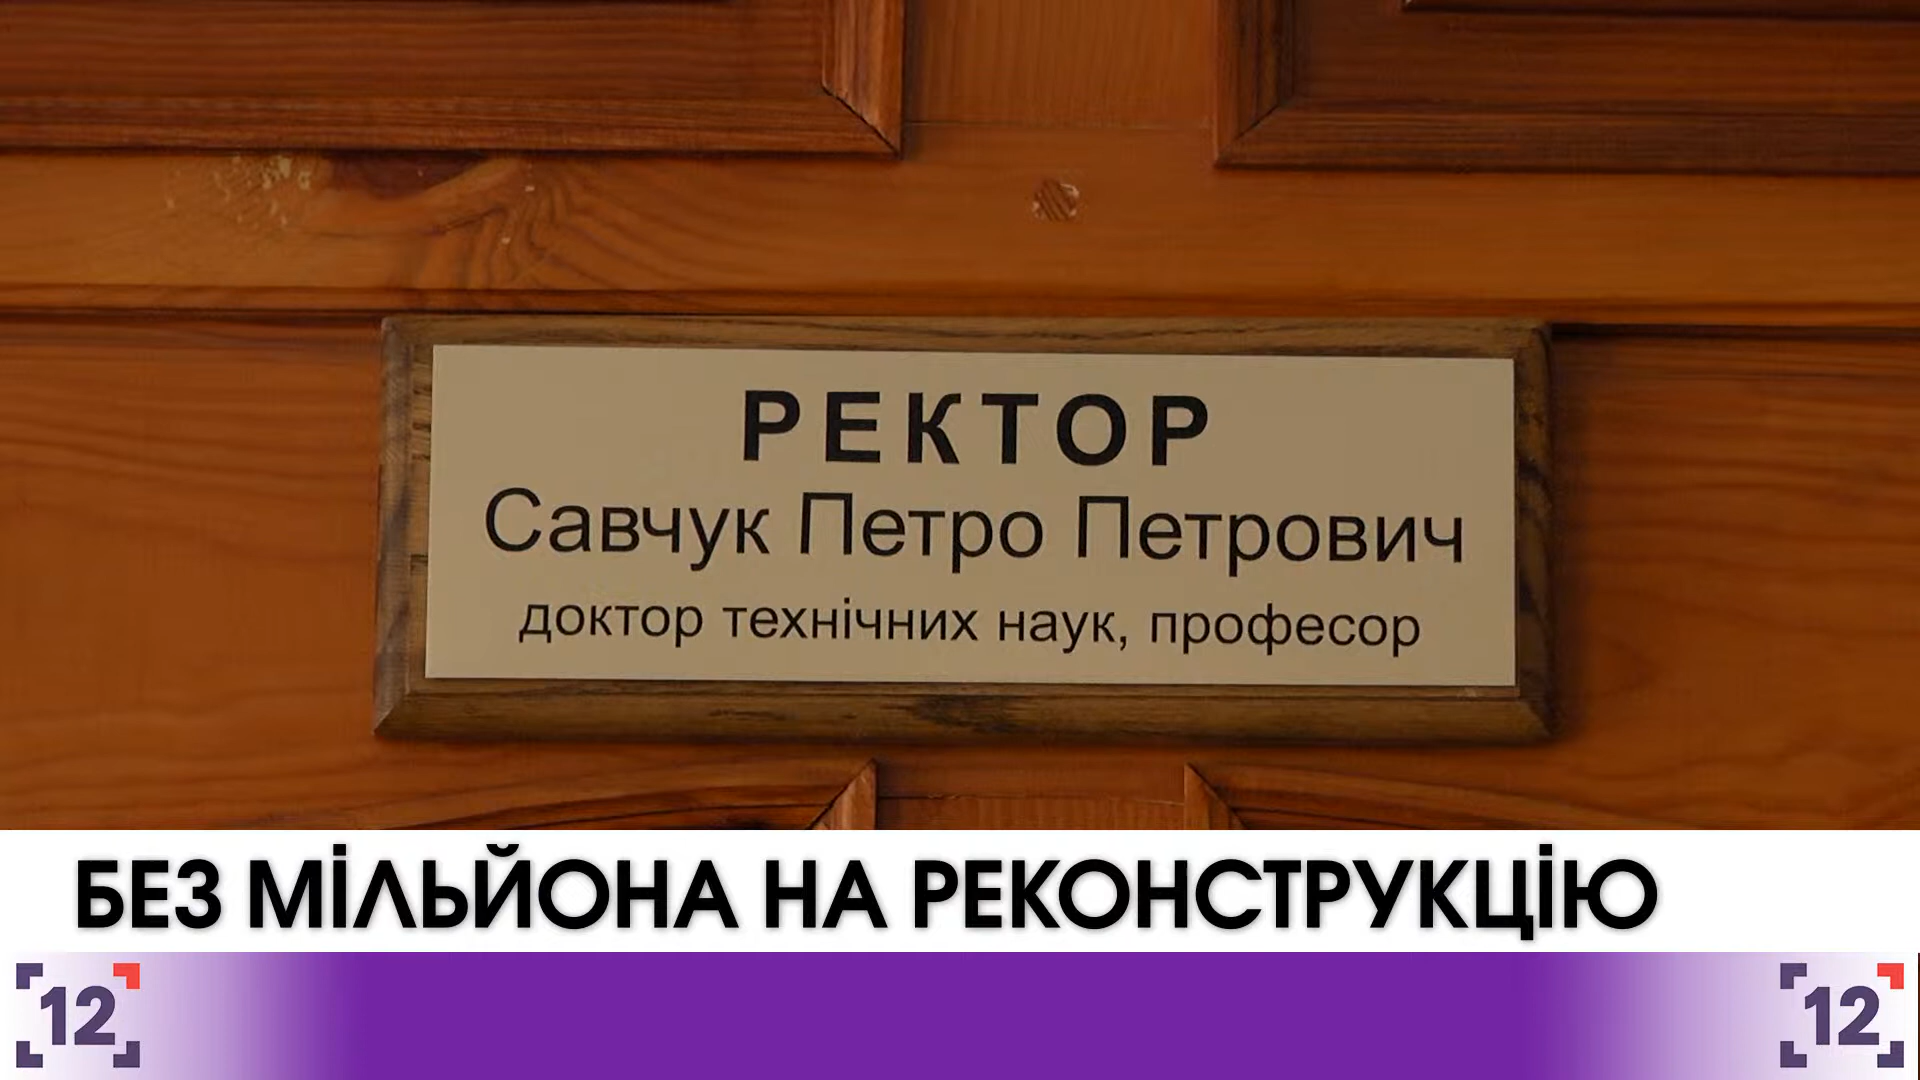 РЕКТОР
Савчук Петро Петрович
доктор технічних наук, професор
БЕЗ МІЛЬЙОНА НА РЕКОНСТРУКЦІЮ
12 12